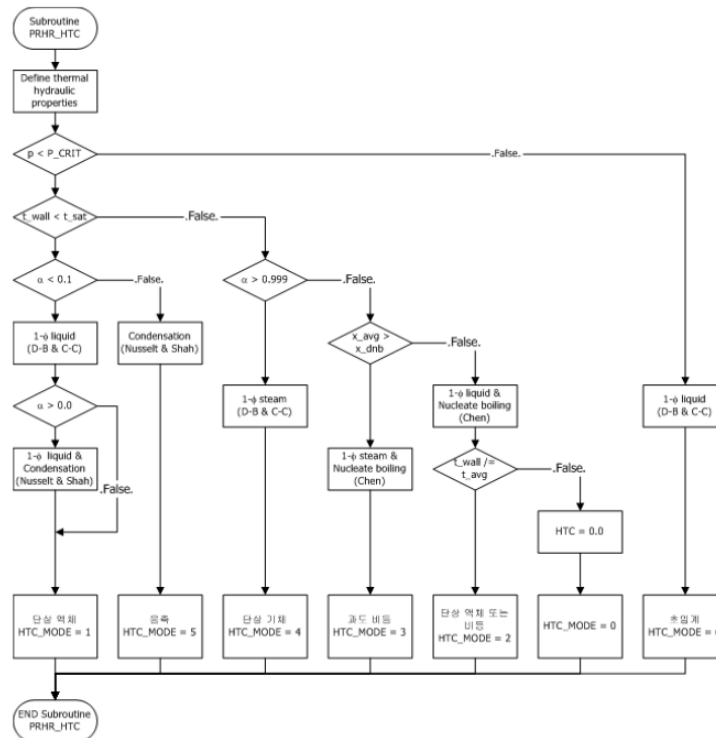 Subroutine
PRHR_HTC
Define thermal
hydraulic
properties
p < P_CRIT
.False.
t_wall < t_sat
.False.
α < 0.1
.False.
α > 0.999
.False.
1-ϕ liquid
(D-B & C-C)
Condensation
(Nusselt & Shah)
x_avg >
x_dnb
.False.
α > 0.0
1-ϕ steam
(D-B & C-C)
1-ϕ liquid &
Nucleate boiling
(Chen)
1-ϕ liquid
(D-B & C-C)
1-ϕ liquid &
Condensation
(Nusselt & Shah)
.False.
1-ϕ steam &
Nucleate boiling
(Chen)
t_wall /=
t_avg
.False.
HTC = 0.0
단상 액체
HTC_MODE = 1
응축
HTC_MODE = 5
단상 기체
HTC_MODE = 4
과도 비등
HTC_MODE = 3
단상 액체 또는
비등
HTC_MODE = 2
HTC_MODE = 0
초임계
HTC_MODE =
END Subroutine
PRHR_HTC